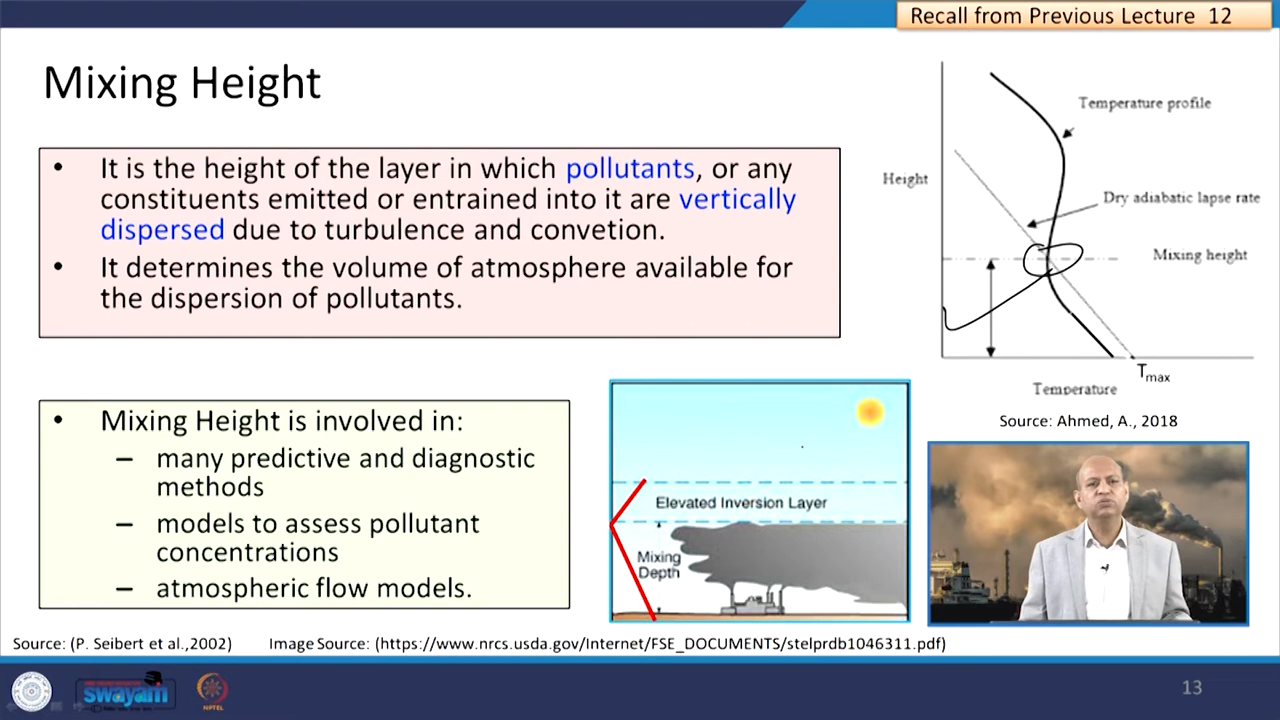 Recall from Previous Lecture 12
Mixing Height
• It is the height of the layer in which pollutants, or any
constituents emitted or entrained into it are vertically
dispersed due to turbulence and convetion.
• It determines the volume of atmosphere available for
the dispersion of pollutants.
Temperature profile
Height
Dry adiabatic lapse rate
Mixing height
Tmax
Temperature
Source: Ahmed, A., 2018
• Mixing Height is involved in:
– many predictive and diagnostic
methods
– models to assess pollutant
concentrations
– atmospheric flow models.
Elevated Inversion Layer
Mixing
Depth
Source: (P. Seibert et al.,2002)
Image Source: (https://www.nrcs.usda.gov/Internet/FSE_DOCUMENTS/stelprdb1046311.pdf)
swayam
NPTEL
13